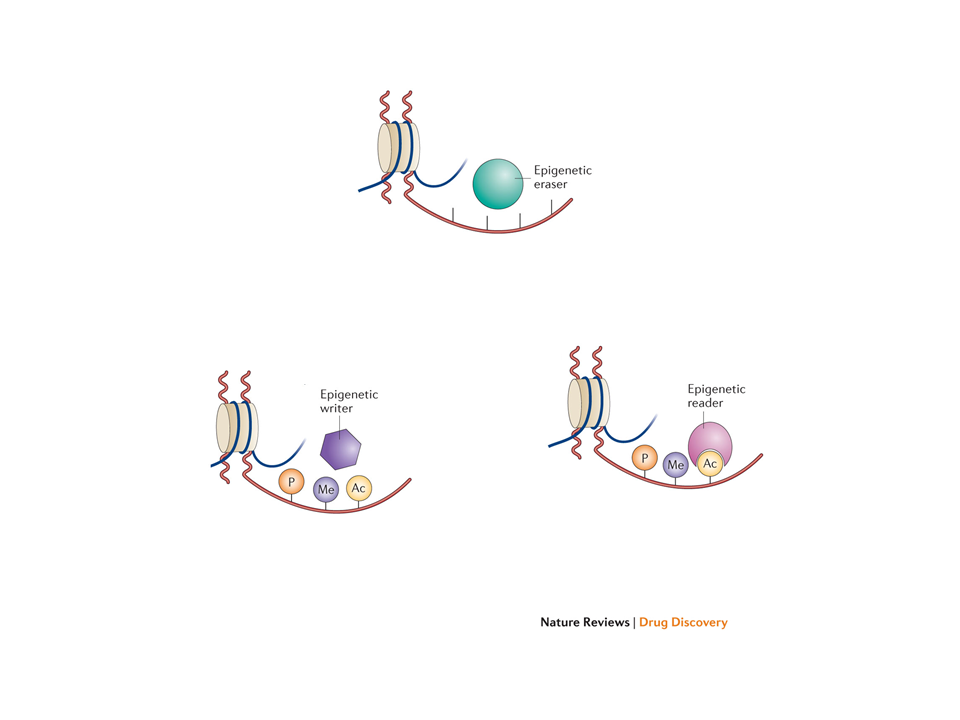 Epigenetic
eraser
Epigenetic
writer
P
Me
Ac
Epigenetic
reader
P
Me
Ac
Nature Reviews | Drug Discovery